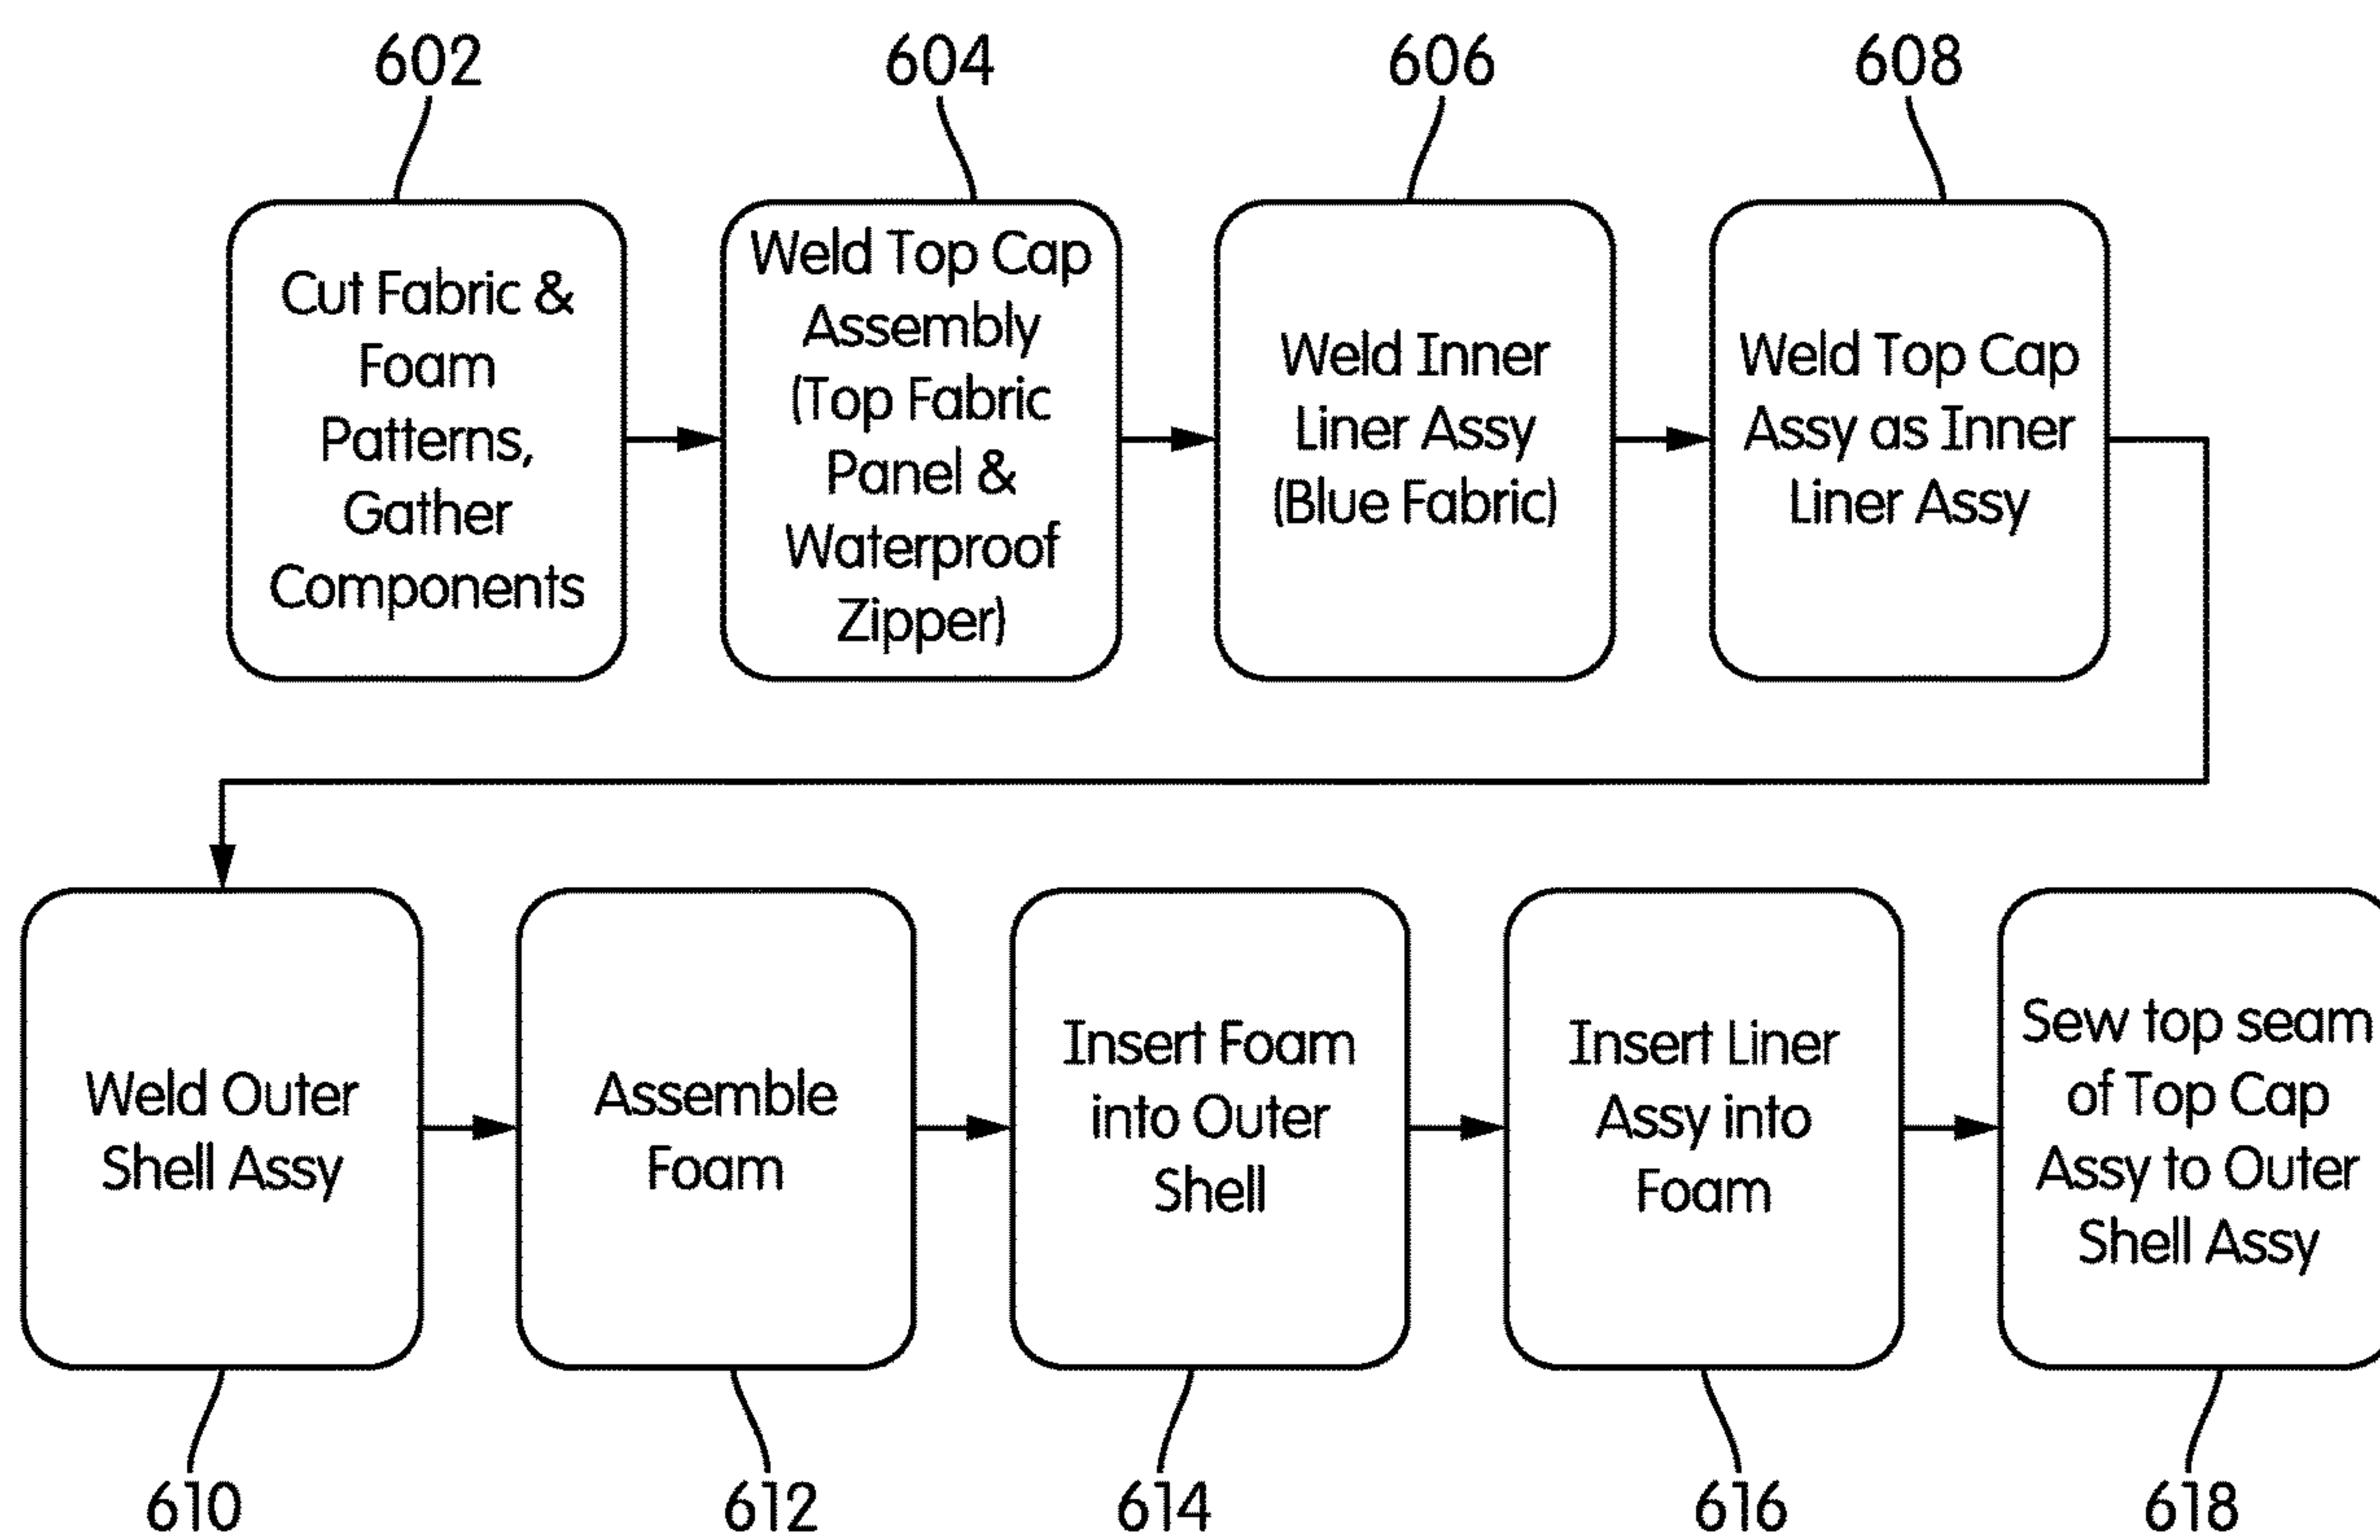 602
604
606
608
Cut Fabric &
Foam
Patterns,
Gather
Components
Weld Top Cap
Assembly
(Top Fabric
Panel &
Waterproof
Zipper)
Weld Inner
Liner Assy
(Blue Fabric)
Weld Top Cap
Assy as Inner
Liner Assy
Weld Outer
Shell Assy
Assemble
Foam
Insert Foam
into Outer
Shell
Insert Liner
Assy into
Foam
Sew top seam
of Top Cap
Assy to Outer
Shell Assy
610
612
614
616
618